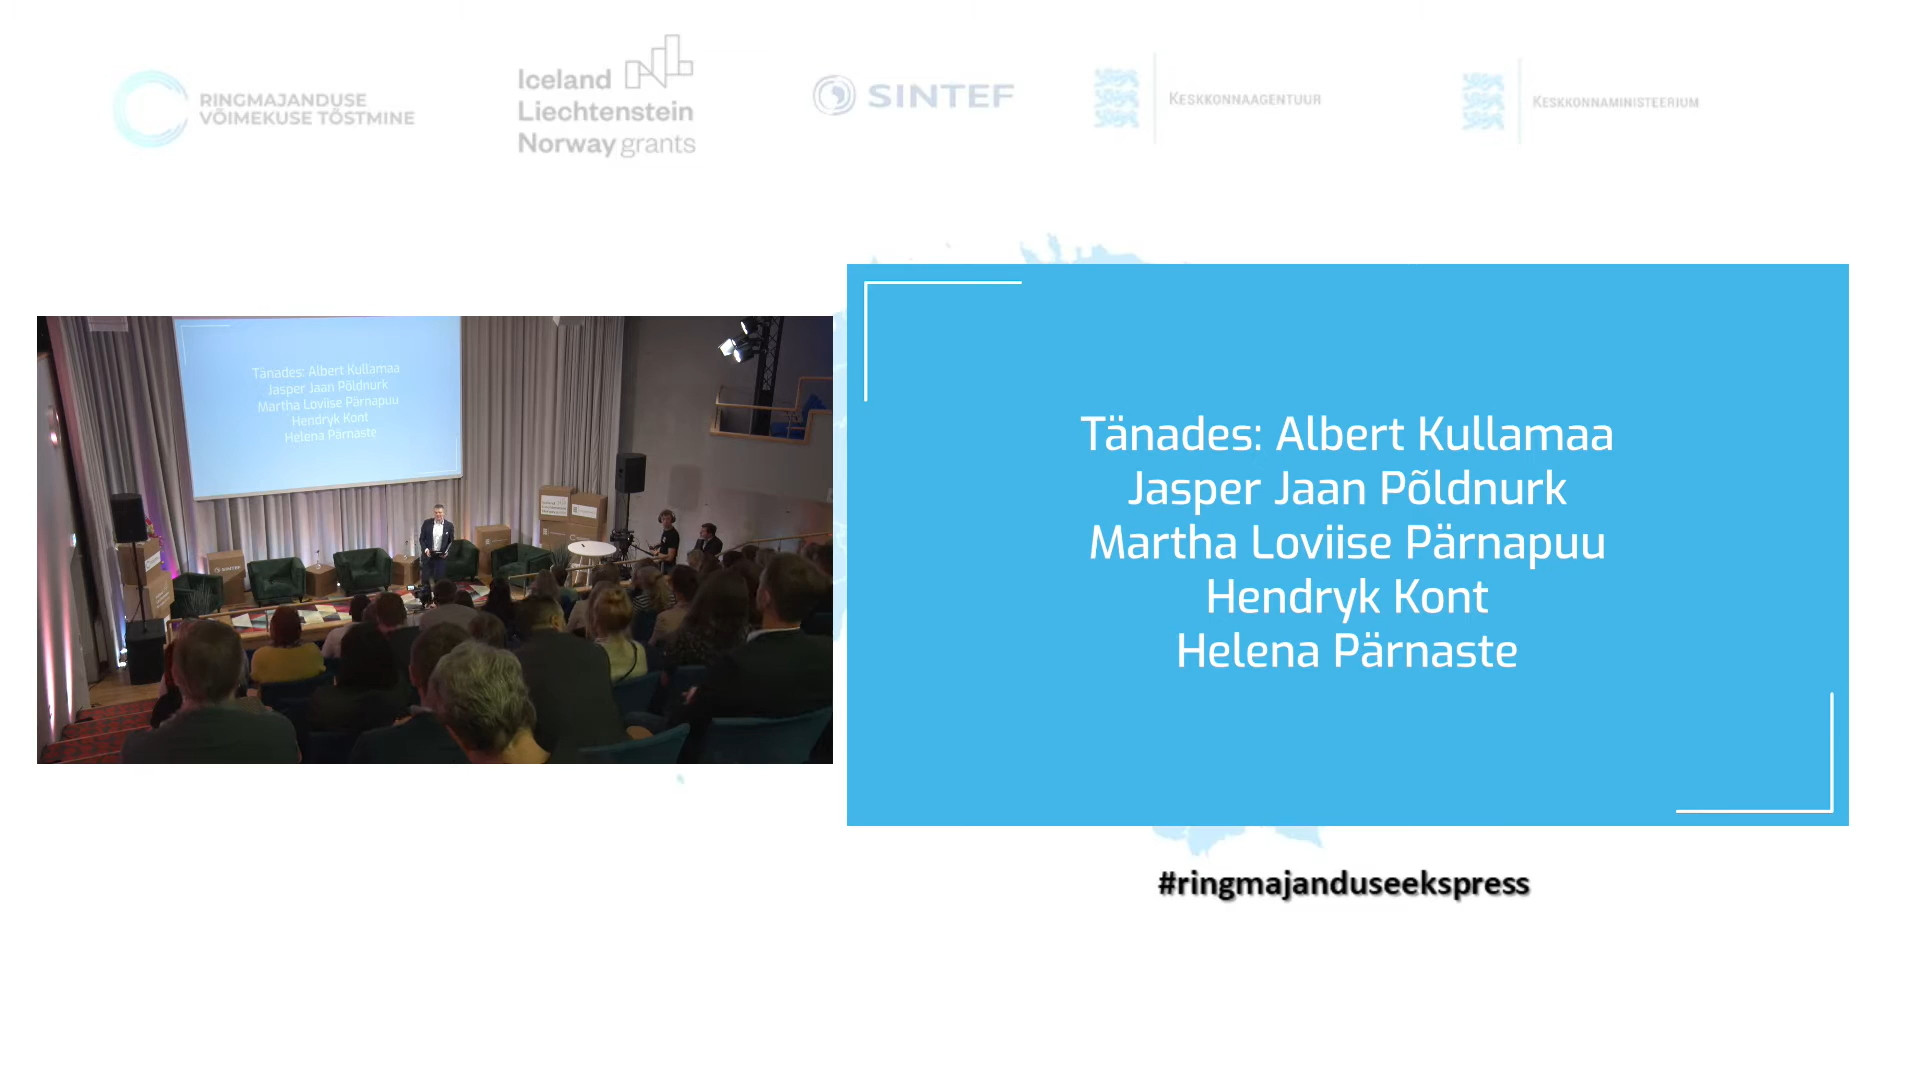 RINGMAJANDUSE
VÕIMEKUSE TÕSTMINE
Iceland
Liechtenstein
Norway grants
SINTEF
KESKKONNAAGENTUUR
KESKKONNAMINISTEERIUM
Tänades: Albert Kullamaa
Jasper Jaan Põldnurk
Martha Loviise Pärnapuu
Hendryk Kont
Helena Pärnaste
SINTEF
Tänades: Albert Kullamaa
Jasper Jaan Põldnurk
Martha Loviise Pärnapuu
Hendryk Kont
Helena Pärnaste
#ringmajanduseekspress